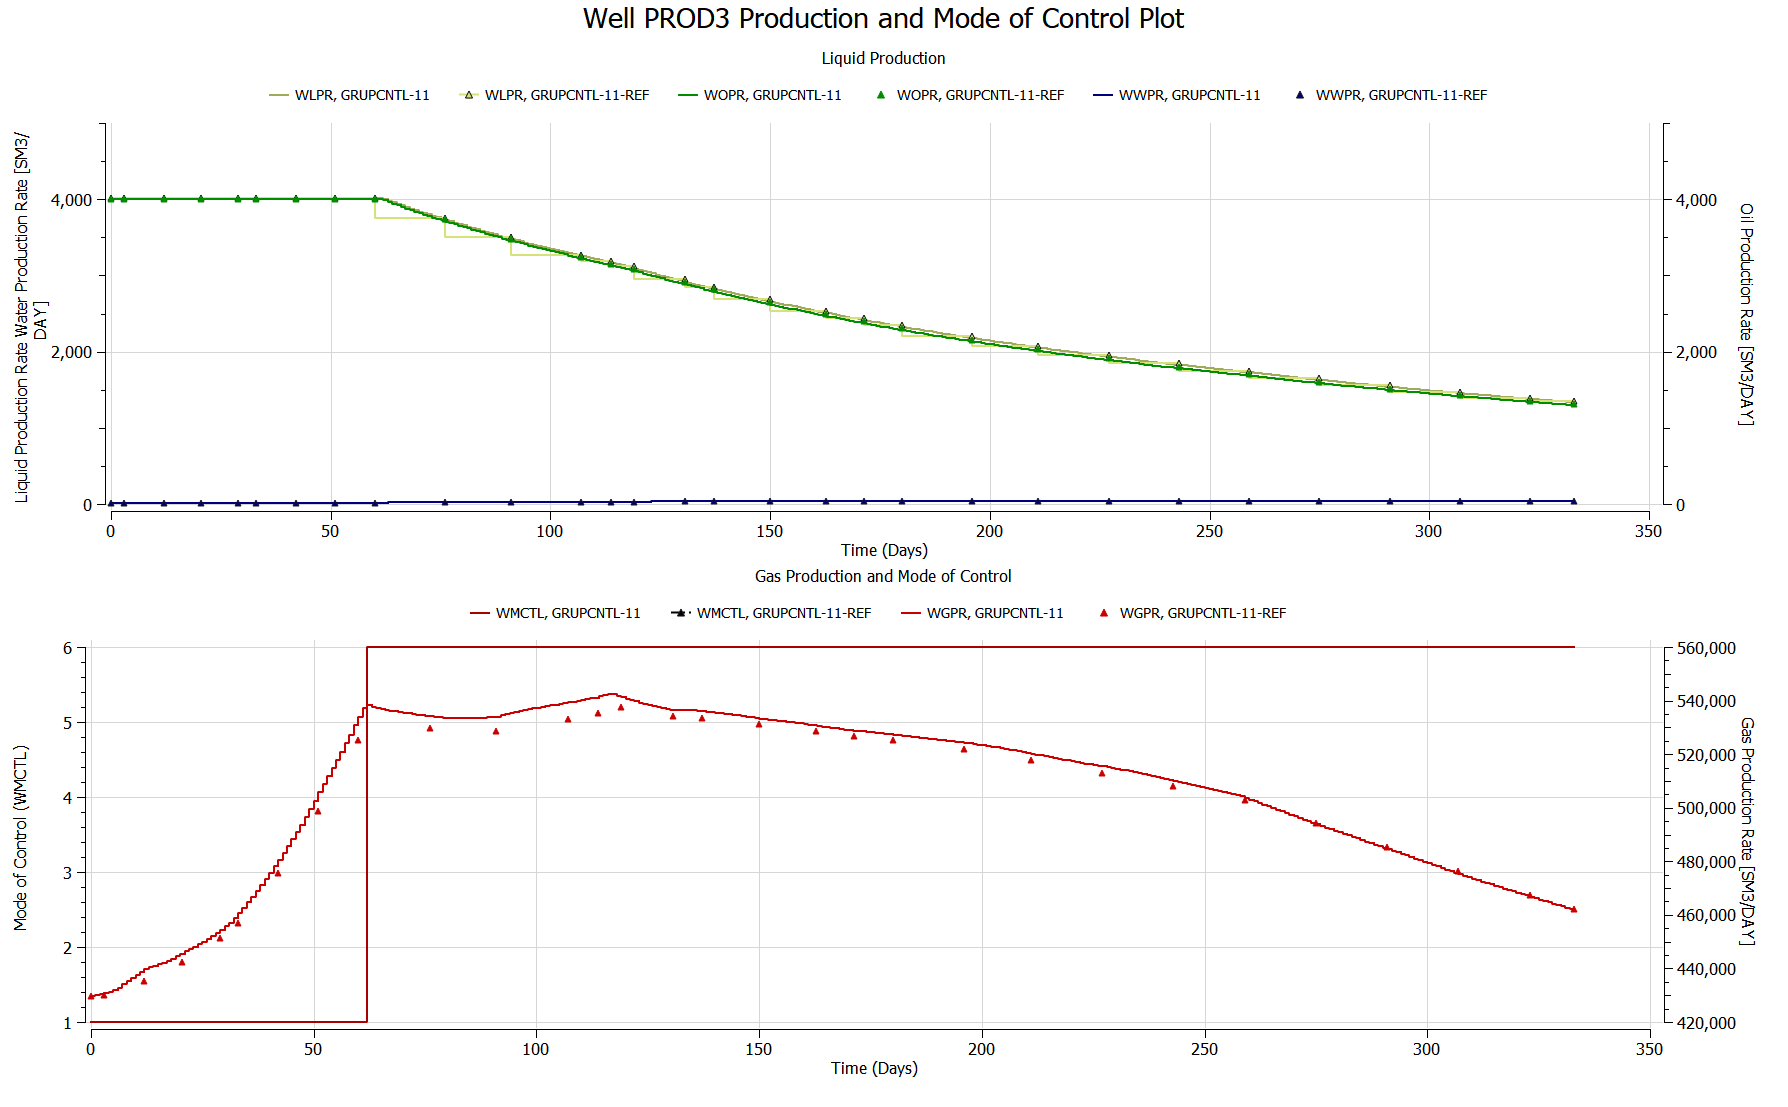 Well PROD3 Production and Mode of Control Plot
Liquid Production
WLPR, GRUPCNTL-11
WLPR, GRUPCNTL-11-REF
WOPR, GRUPCNTL-11
WOPR, GRUPCNTL-11-REF
WWPR, GRUPCNTL-11
WWPR, GRUPCNTL-11-REF
Liquid Production Rate Water Production Rate [SM3/
DAY]
4,000
2,000
0
4,000
2,000
0
Oil Production Rate [SM3/DAY]
0
50
100
150
200
250
300
350
Time (Days)
Gas Production and Mode of Control
WMCTL, GRUPCNTL-11
WMCTL, GRUPCNTL-11-REF
WGPR, GRUPCNTL-11
WGPR, GRUPCNTL-11-REF
Mode of Control (WMCTL)
6
5
4
3
2
1
560,000
540,000
520,000
500,000
480,000
460,000
440,000
420,000
Gas Production Rate [SM3/DAY]
0
50
100
150
200
250
300
350
Time (Days)